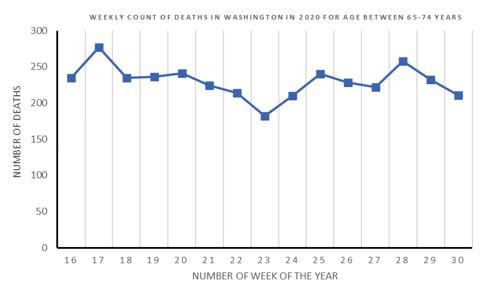 WEEKLY COUNT OF DEATHS IN WASHINGTON IN 2020 FOR AGE BETWEEN 65-74 YEARS
300
250
200
150
100
50
0
NUMBER OF DEATHS
16 17 18 19 20 21 22 23 24 25 26 27 28 29 30
NUMBER OF WEEK OF THE YEAR